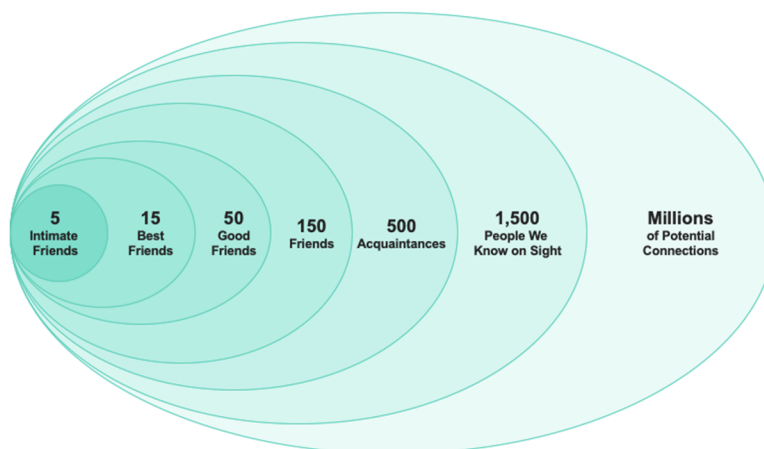 5
Intimate
Friends
15
Best
Friends
50
Good
Friends
150
Friends
500
Acquaintances
1,500
People We
Know on Sight
Millions
of Potential
Connections